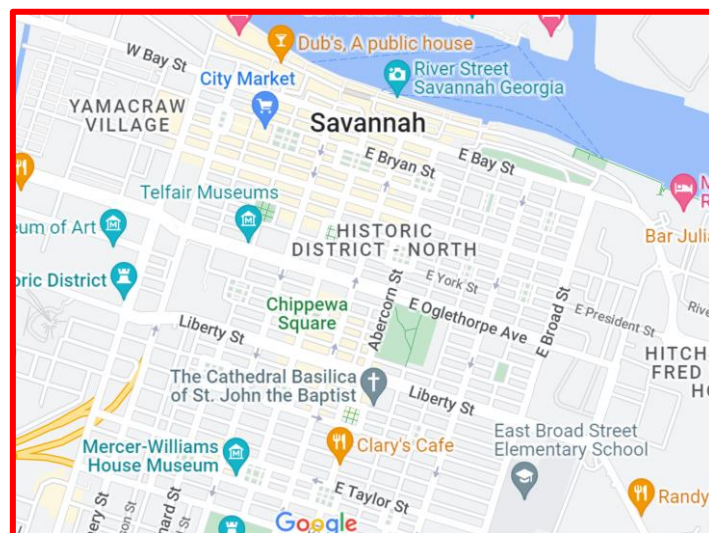 Dub's, A public house
W Bay St
River Street
Savannah Georgia
City Market
YAMACRAW
VILLAGE
Savannah
E Bryan St
E Bay St
Telfair Museums
HISTORIC
DISTRICT - NORTH
Bar Julia
eum of Art
oric District
E York St
E Broad St
E President St
Chippewa
Square
Abercorn St
E Oglethorpe Ave
Liberty St
HITCH
FRED
HO
The Cathedral Basilica
of St. John the Baptist
Liberty St
Clary's Cafe
East Broad Street
Elementary School
Mercer-Williams
House Museum
E Taylor St
Randy
Google